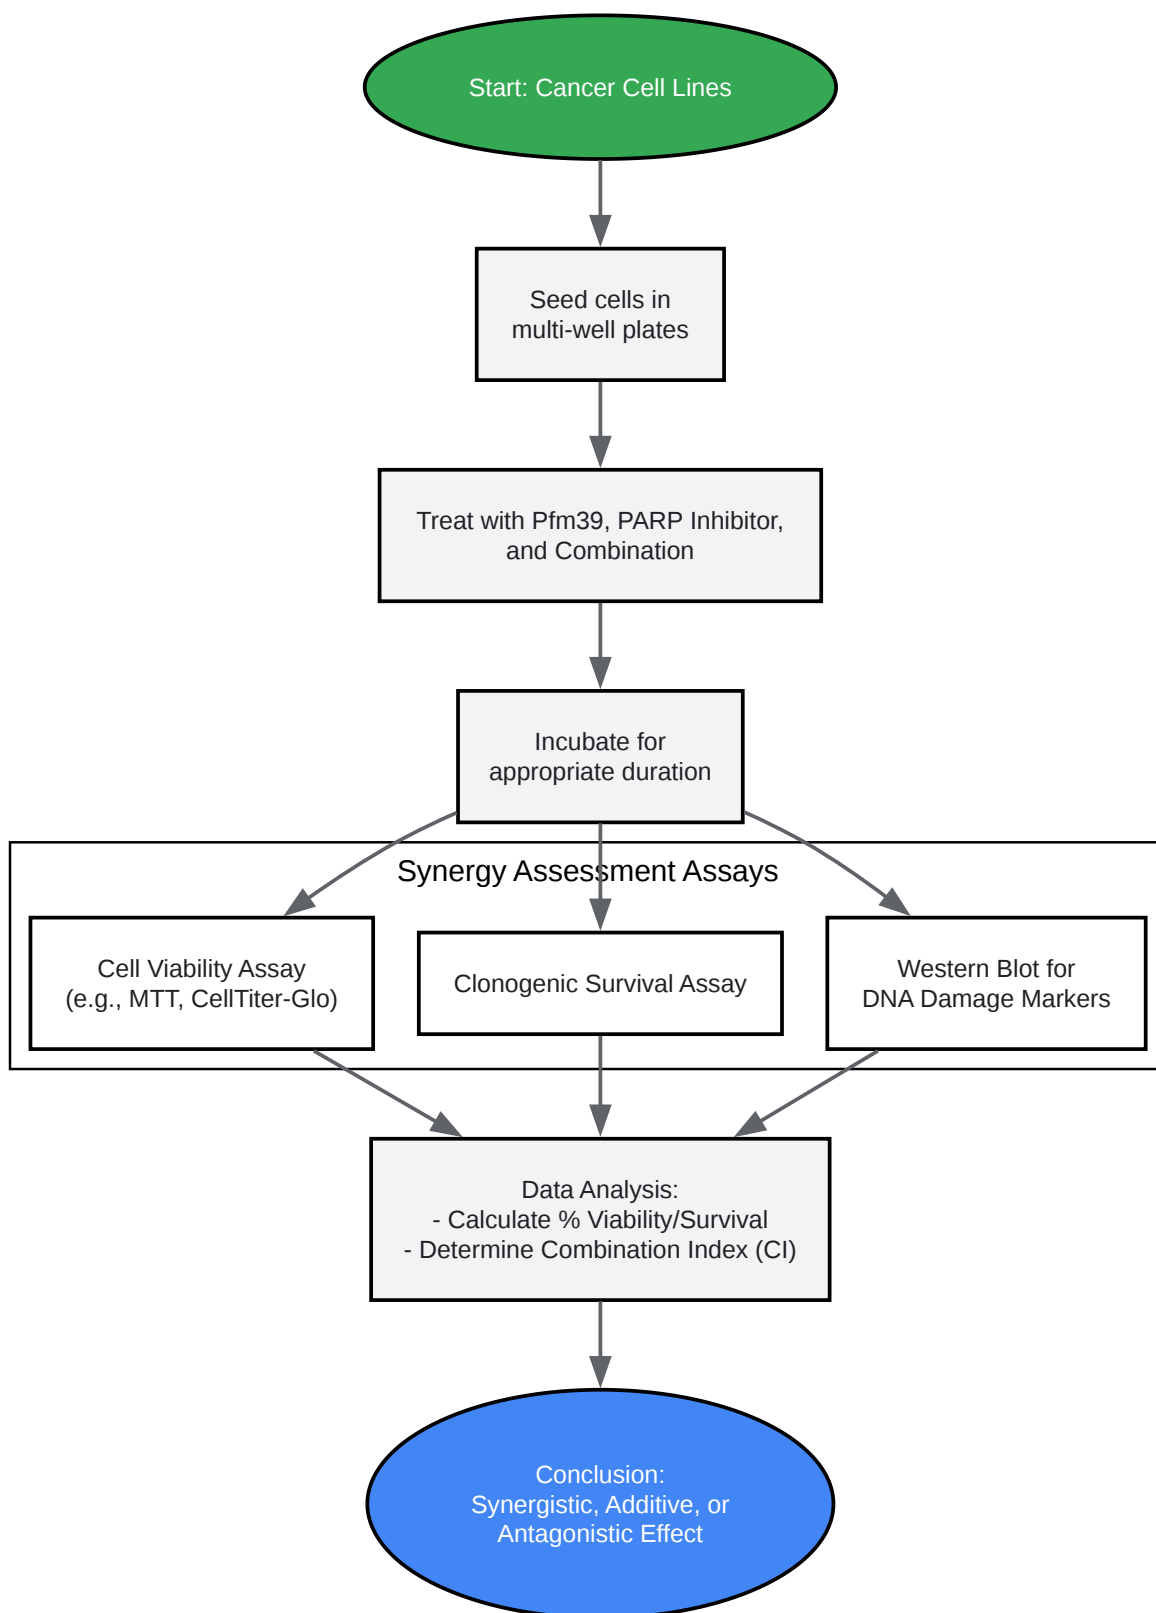 Start: Cancer Cell Lines
Seed cells in
multi-well plates
Treat with Pfm39, PARP Inhibitor,
and Combination
Incubate for
appropriate duration
Synergy Assessment Assays
Cell Viability Assay
(e.g., MTT, CellTiter-Glo)
Clonogenic Survival Assay
Western Blot for
DNA Damage Markers
Data Analysis:
- Calculate % Viability/Survival
- Determine Combination Index (CI)
Conclusion:
Synergistic, Additive, or
Antagonistic Effect